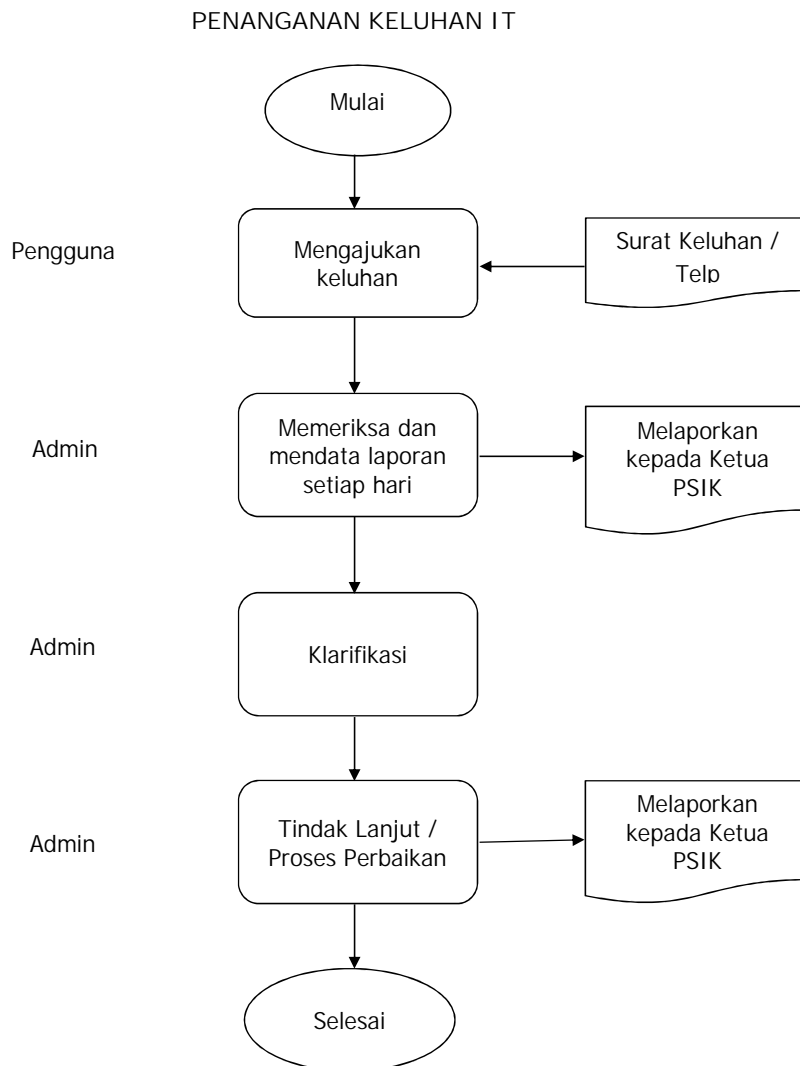 PENANGANAN KELUHAN IT
Mulai
Pengguna
Mengajukan
keluhan
Surat Keluhan /
Telp
Admin
Memeriksa dan
mendata laporan
setiap hari
Melaporkan
kepada Ketua
PSIK
Admin
Klarifikasi
Admin
Tindak Lanjut /
Proses Perbaikan
Melaporkan
kepada Ketua
PSIK
Selesai